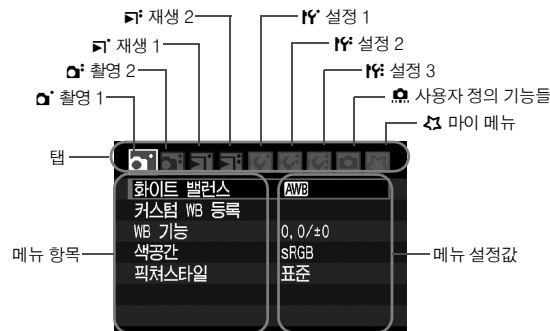 재생 2
설정 1
재생 1
설정 2
촬영 2
설정 3
촬영 1
사용자 정의 기능들
마이 메뉴
탭
화이트 밸런스 AWB
커스텀 WB 등록
WB 기능 0,0/±0
메뉴 항목
색공간 sRGB
메뉴 설정값
픽쳐스타일 표준